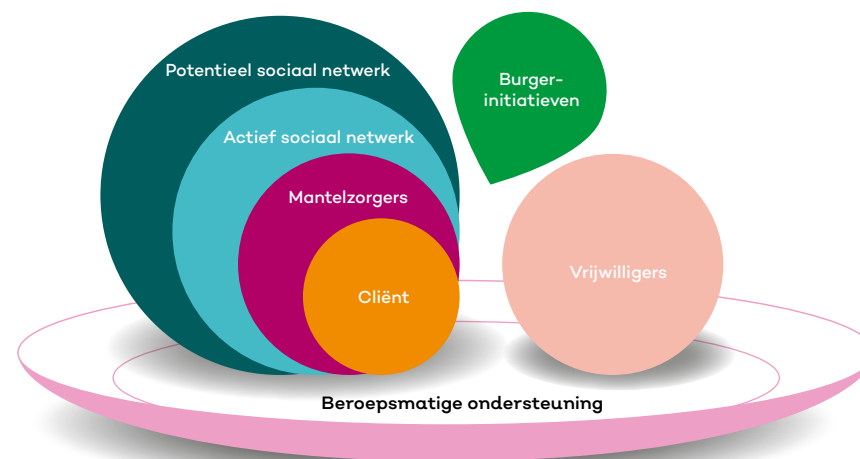 Potentieel sociaal netwerk
Burger-
initiatieven
Actief sociaal netwerk
Mantelzorgers
Vrijwilligers
Cliënt
Beroepsmatige ondersteuning